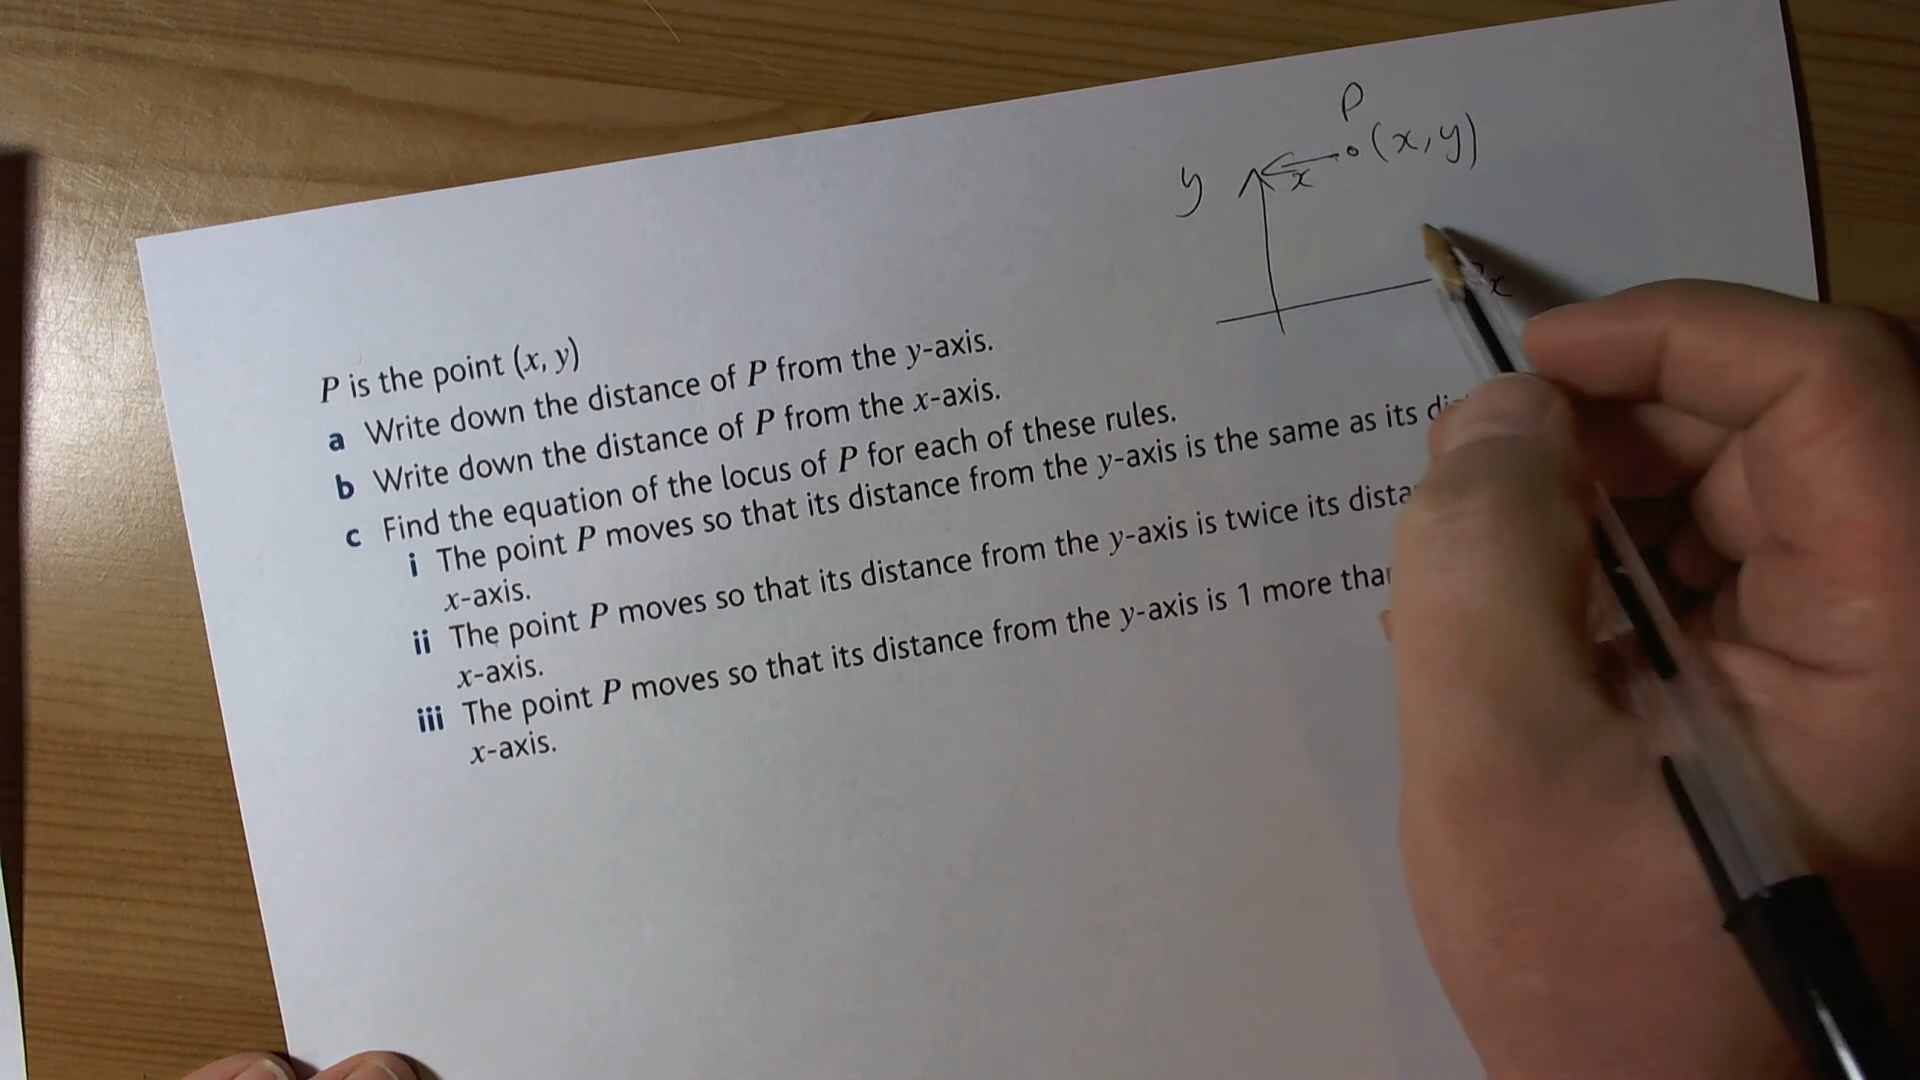 P
(x, y)
y
x
x
P is the point (x, y)
a Write down the distance of P from the y-axis.
b Write down the distance of P from the x-axis.
c Find the equation of the locus of P for each of these rules.
i The point P moves so that its distance from the y-axis is the same as its
x-axis.
ii The point P moves so that its distance from the y-axis is twice its
x-axis.
iii The point P moves so that its distance from the y-axis is 1 more
x-axis.